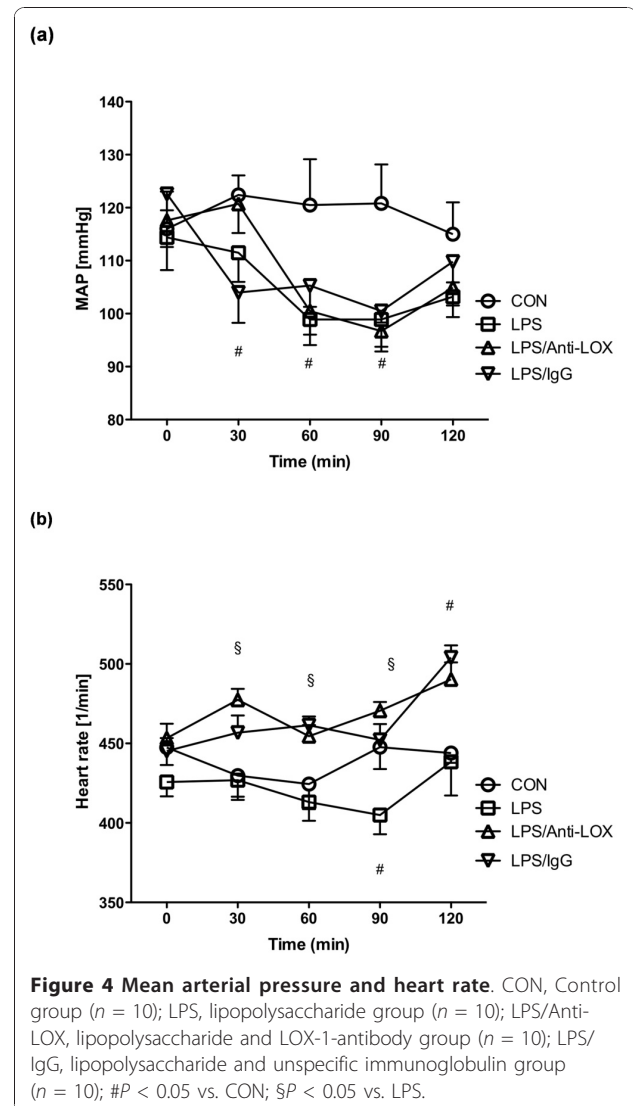 (a)
140
130
120
110
100
90
80
MAP [mmHg]
# # #
0 30 60 90 120
Time (min)
CON
LPS
LPS/Anti-LOX
LPS/IgG
(b)
550
500
450
400
350
Heart rate [1/min]
§ § § #
#
0 30 60 90 120
Time (min)
CON
LPS
LPS/Anti-LOX
LPS/IgG
Figure 4 Mean arterial pressure and heart rate. CON, Control
group (n = 10); LPS, lipopolysaccharide group (n = 10); LPS/Anti-
LOX, lipopolysaccharide and LOX-1-antibody group (n = 10); LPS/
IgG, lipopolysaccharide and unspecific immunoglobulin group
(n = 10); #P < 0.05 vs. CON; §P < 0.05 vs. LPS.